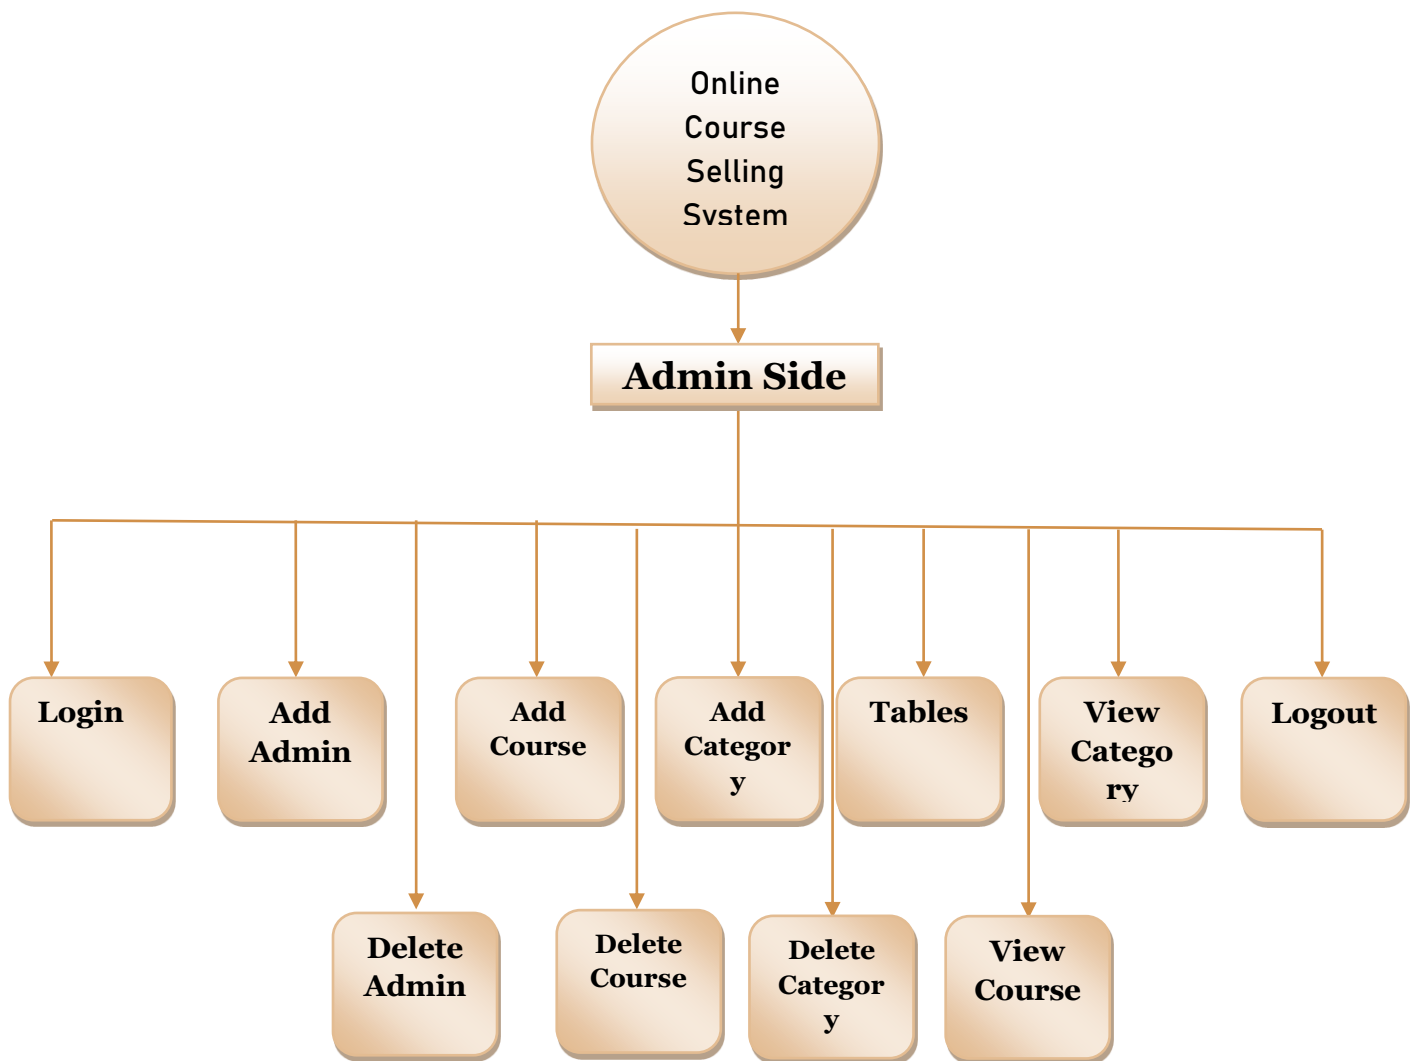 Online
Course
Selling
System
Admin Side
Login
Add
Admin
Add
Course
Add
Categor
y
Tables
View
Catego
ry
Logout
Delete
Admin
Delete
Course
Delete
Categor
y
View
Course